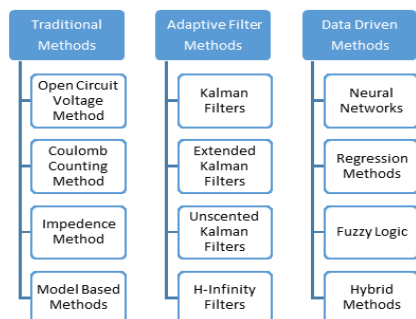 Traditional
Methods
Open Circuit
Voltage
Method
Coulomb
Counting
Method
Impedence
Method
Model Based
Methods
Adaptive Filter
Methods
Kalman
Filters
Extended
Kalman
Filters
Unscented
Kalman
Filters
H-Infinity
Filters
Data Driven
Methods
Neural
Networks
Regression
Methods
Fuzzy Logic
Hybrid
Methods